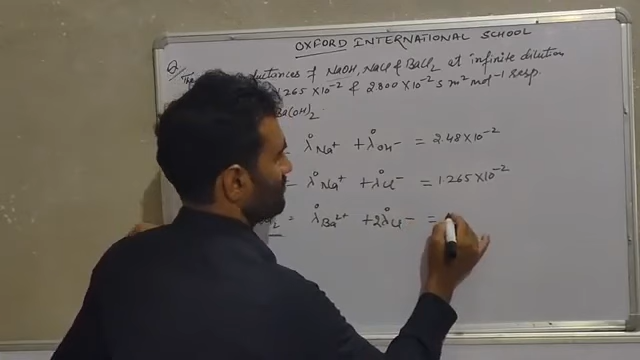 OXFORD INTERNATIONAL SCHOOL
Q. The ductances of NaOH, NaCl & BaCl2 at infinite dilution
1.265 × 10⁻² & 2.800 × 10⁻² S m² mol⁻¹ resp.
Ba(OH)2
λ°Na⁺ + λ°OH⁻ = 2.48 × 10⁻²
λ°Na⁺ + λ°Cl⁻ = 1.265 × 10⁻²
= λ°Ba²⁺ + 2λ°Cl⁻ =